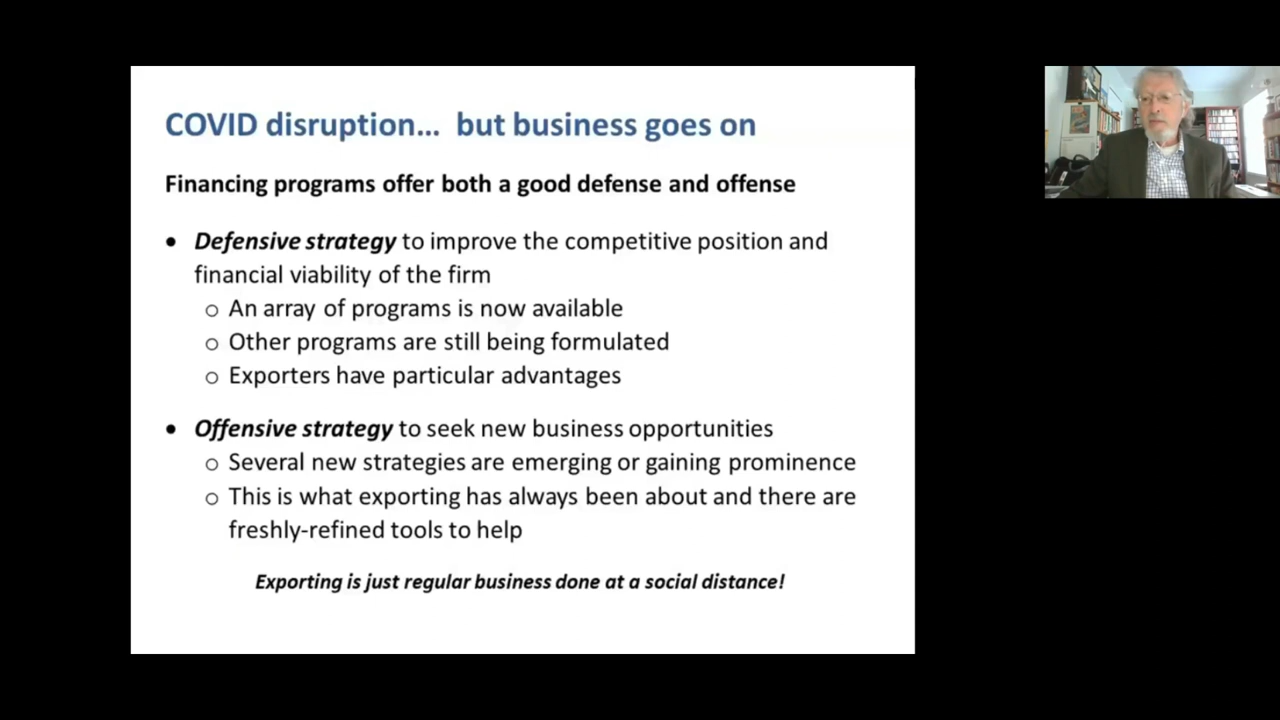 COVID disruption... but business goes on
Financing programs offer both a good defense and offense
• Defensive strategy to improve the competitive position and
financial viability of the firm
o An array of programs is now available
o Other programs are still being formulated
o Exporters have particular advantages
• Offensive strategy to seek new business opportunities
o Several new strategies are emerging or gaining prominence
o This is what exporting has always been about and there are
freshly-refined tools to help
Exporting is just regular business done at a social distance!